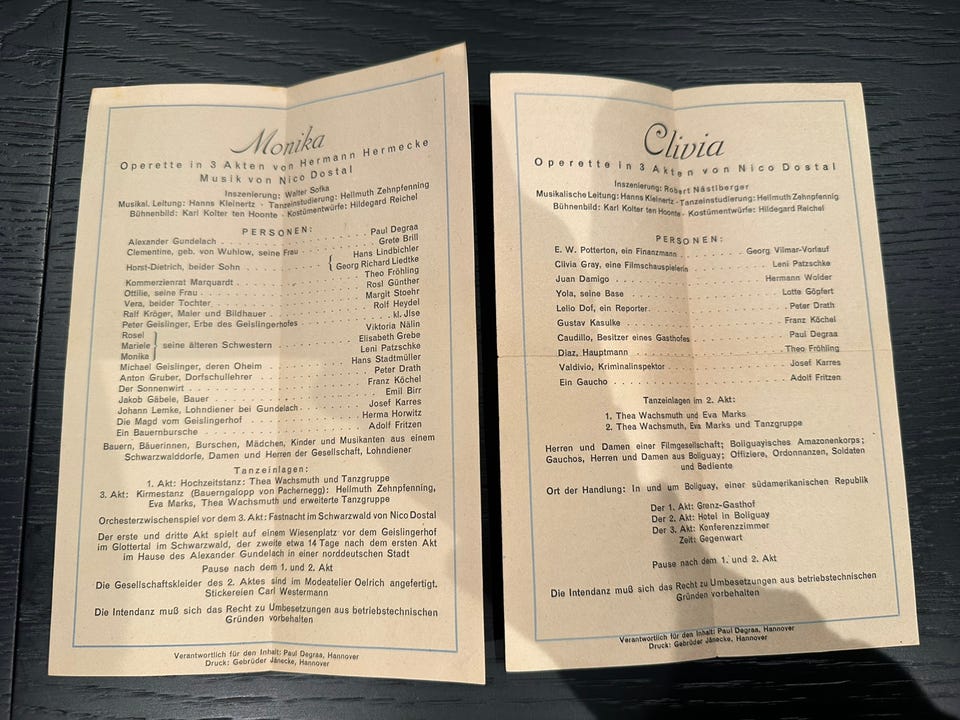 Monika
Operette in 3 Akten von Hermann Hermecke
Musik von Nico Dostal
Inszenierung: Walter Sofka
Musikal. Leitung: Hanns Kleinertz - Tanzeinstudierung: Hellmuth Zehnpfenning
Bühnenbild: Karl Kolter ten Hoonte - Kostümentwürfe: Hildegard Reichel
PERSONEN:
Alexander Gundelach . . . . . . . . . . . . Paul Degraa
Clementine, geb. von Wuhlow, seine Frau . . . . . Grete Brill
Horst-Dietrich, beider Sohn . . . . . . . . { Hans Lindbichler
Georg Richard Liedtke
Kommerzienrat Marquardt . . . . . . . . . . Theo Fröhling
Ottilie, seine Frau . . . . . . . . . . . . Rosl Günther
Vera, beider Tochter . . . . . . . . . . . . Margit Stoehr
Ralf Kröger, Maler und Bildhauer . . . . . . . Rolf Heydel
Peter Geislinger, Erbe des Geislingerhofes . . . . kl. Jlse
Rosel } Viktoria Nälin
Mariele } seine älteren Schwestern . . . . . . Elisabeth Grebe
Monika } Leni Patzschke
Michael Geislinger, deren Oheim . . . . . . . Hans Stadtmüller
Anton Gruber, Dorfschullehrer . . . . . . . . Peter Drath
Der Sonnenwirt . . . . . . . . . . . . . . Franz Köchel
Jakob Gäbele, Bauer . . . . . . . . . . . . Emil Birr
Johann Lemke, Lohndiener bei Gundelach . . . . . Josef Karres
Die Magd vom Geislingerhof . . . . . . . . . Herma Horwitz
Ein Bauernbursche . . . . . . . . . . . . . Adolf Fritzen
Bauern, Bäuerinnen, Burschen, Mädchen, Kinder und Musikanten aus einem
Schwarzwalddorfe, Damen und Herren der Gesellschaft, Lohndiener
Tanzeinlagen:
1. Akt: Hochzeitstanz: Thea Wachsmuth und Tanzgruppe
3. Akt: Kirmestanz (Bauerngalopp von Pachernegg): Hellmuth Zehnpfenning,
Eva Marks, Thea Wachsmuth und erweiterte Tanzgruppe
Orchesterzwischenspiel vor dem 3. Akt: Fastnacht im Schwarzwald von Nico Dostal
Der erste und dritte Akt spielt auf einem Wiesenplatz vor dem Geislingerhof
im Glottertal im Schwarzwald, der zweite etwa 14 Tage nach dem ersten Akt
im Hause des Alexander Gundelach in einer norddeutschen Stadt
Pause nach dem 1. und 2. Akt
Die Gesellschaftskleider des 2. Aktes sind im Modeatelier Oelrich angefertigt.
Stickereien Carl Westermann
Die Intendanz muß sich das Recht zu Umbesetzungen aus betriebstechnischen
Gründen vorbehalten
Verantwortlich für den Inhalt: Paul Degraa, Hannover
Druck: Gebrüder Jänecke, Hannover
Clivia
Operette in 3 Akten von Nico Dostal
Inszenierung: Robert Nästlberger
Musikalische Leitung: Hanns Kleinertz - Tanzeinstudierung: Hellmuth Zehnpfennig
Bühnenbild: Karl Kolter ten Hoonte - Kostümentwürfe: Hildegard Reichel
PERSONEN:
E. W. Potterton, ein Finanzmann . . . . . . . Georg Vilmar-Vorlauf
Clivia Gray, eine Filmschauspielerin . . . . . . Leni Patzschke
Juan Damigo . . . . . . . . . . . . . . . Hermann Wolder
Yola, seine Base . . . . . . . . . . . . . Lotte Göpfert
Lelio Dof, ein Reporter . . . . . . . . . . . Peter Drath
Gustav Kasulke . . . . . . . . . . . . . . Franz Köchel
Caudillo, Besitzer eines Gasthofes . . . . . . . Paul Degraa
Diaz, Hauptmann . . . . . . . . . . . . . Theo Fröhling
Valdivio, Kriminalinspektor . . . . . . . . . Josef Karres
Ein Gaucho . . . . . . . . . . . . . . . Adolf Fritzen
Tanzeinlagen im 2. Akt:
1. Thea Wachsmuth und Eva Marks
2. Thea Wachsmuth, Eva Marks und Tanzgruppe
Herren und Damen einer Filmgesellschaft; Boliguayisches Amazonenkorps;
Gauchos, Herren und Damen aus Boliguay; Offiziere, Ordonnanzen, Soldaten
und Bediente
Ort der Handlung: In und um Boliguay, einer südamerikanischen Republik
Der 1. Akt: Grenz-Gasthof
Der 2. Akt: Hotel in Boliguay
Der 3. Akt: Konferenzzimmer
Zeit: Gegenwart
Pause nach dem 1. und 2. Akt
Die Intendanz muß sich das Recht zu Umbesetzungen aus betriebstechnischen
Gründen vorbehalten
Verantwortlich für den Inhalt: Paul Degraa, Hannover
Druck: Gebrüder Jänecke, Hannover